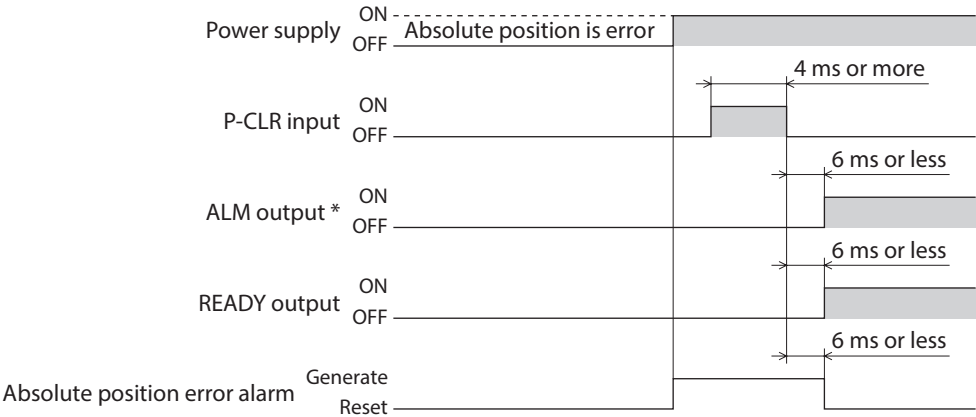 Power supply ON OFF Absolute position is error
4 ms or more
P-CLR input ON OFF
6 ms or less
ALM output * ON OFF
6 ms or less
READY output ON OFF
6 ms or less
Absolute position error alarm Generate Reset